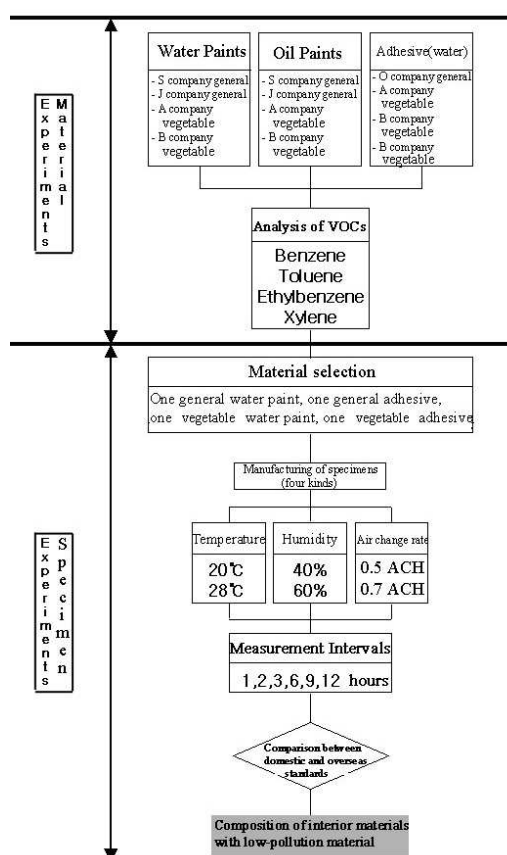 Material
Experiments
Water Paints
- S company general
- J company general
- A company
vegetable
- B company
vegetable
Oil Paints
- S company general
- J company general
- A company
vegetable
- B company
vegetable
Adhesive(water)
- O company general
- A company
vegetable
- B company
vegetable
- B company
vegetable
Analysis of VOCs
Benzene
Toluene
Ethylbenzene
Xylene
Specimen
Experiments
Material selection
One general water paint, one general adhesive,
one vegetable water paint, one vegetable adhesive
Manufacturing of specimens
(four kinds)
Temperature
20℃
28℃
Humidity
40%
60%
Air change rate
0.5 ACH
0.7 ACH
Measurement Intervals
1,2,3,6,9,12 hours
Comparison between
domestic and overseas
standards
Composition of interior materials
with low-pollution material